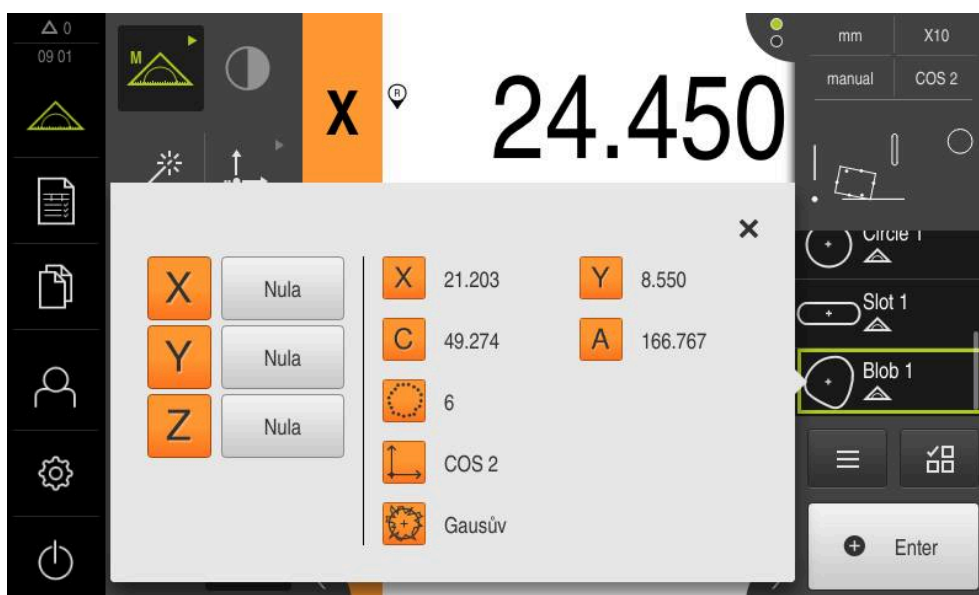 0
09 01
M
X
R
24.450
mm
X10
manual
COS 2
Circle 1
Slot 1
Blob 1
X
Nula
Y
Nula
Z
Nula
X
21.203
Y
8.550
C
49.274
A
166.767
6
COS 2
Gausův
Enter